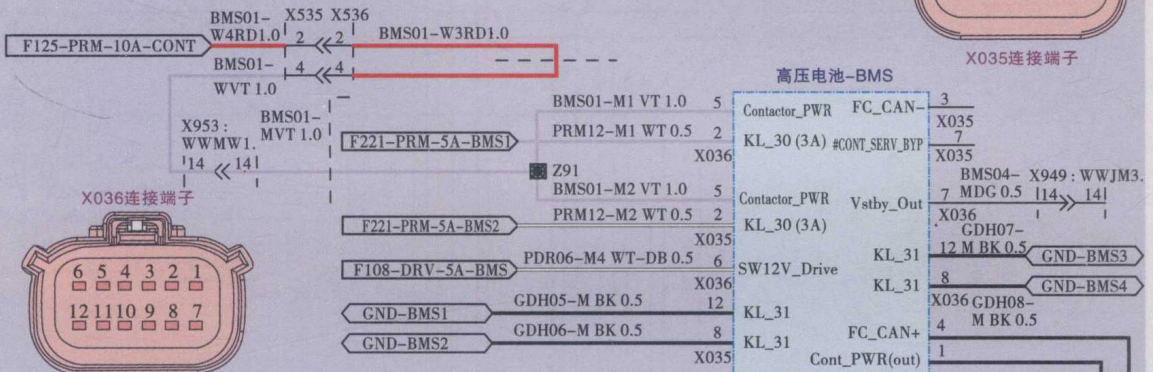 BMS01- X535 X536
F125-PRM-10A-CONT W4RD1.0 2 2 BMS01-W3RD1.0
BMS01- 4 4
WVT 1.0
X035连接端子
高压电池-BMS
BMS01-
MVT 1.0
X953:
WWMW1.
14 14
BMS01-M1 VT 1.0 5 Contactor_PWR FC_CAN- 3
X035
F221-PRM-5A-BMS1 PRM12-M1 WT 0.5 2 KL_30 (3A) #CONT_SERV_BYP 7
X036 X035
Z91
BMS04- X949: WWJM3.
BMS01-M2 VT 1.0 5 Contactor_PWR Vstby_Out 7 MDG 0.5 14 14
X036
F221-PRM-5A-BMS2 PRM12-M2 WT 0.5 2 KL_30 (3A)
X035
GDH07-
KL_31 12 M BK 0.5 GND-BMS3
F108-DRV-5A-BMS PDR06-M4 WT-DB 0.5 6 SW12V_Drive
X036
KL_31 8 GND-BMS4
X036 GDH08-
M BK 0.5
GND-BMS1 GDH05-M BK 0.5 12 KL_31
GND-BMS2 GDH06-M BK 0.5 8 KL_31
X035
FC_CAN+ 4
Cont_PWR(out) 1
X036连接端子
6 5 4 3 2 1
12 11 10 9 8 7